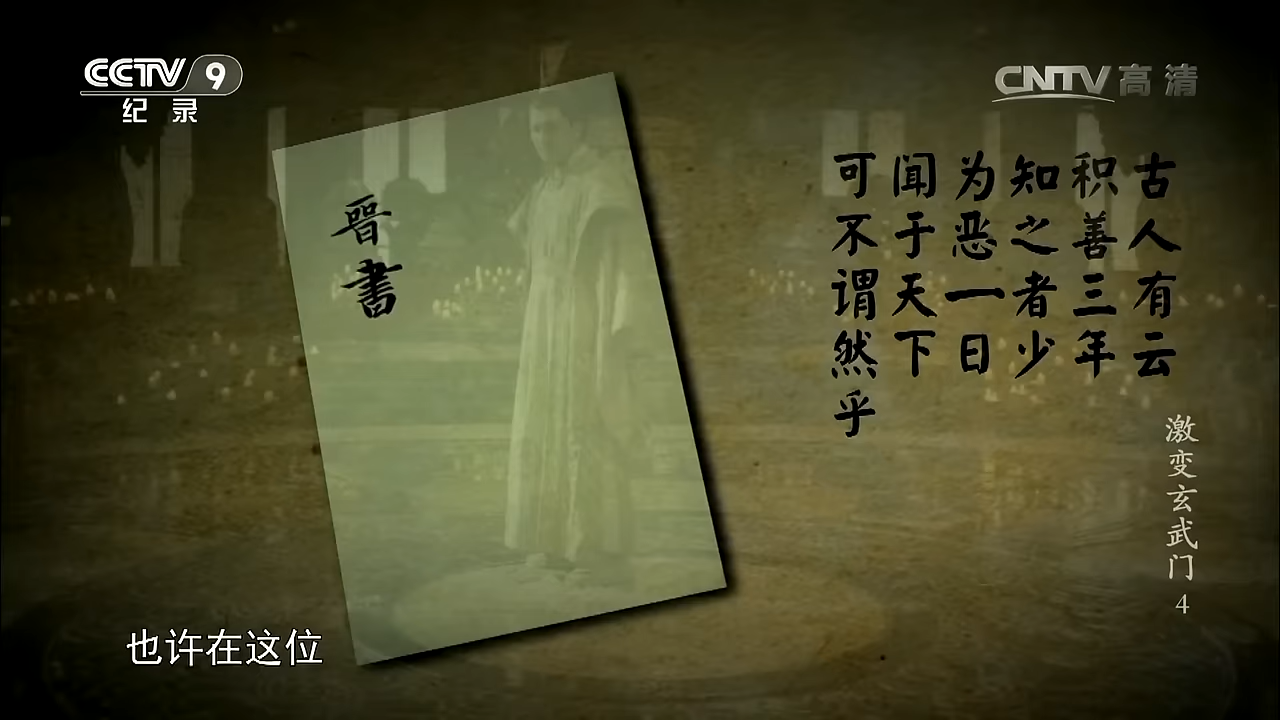 CCTV 9
纪录
CNTV高清
古人有云
积善三年
知之者少
为恶一日
闻于天下
可不谓然乎
晉書
激变玄武门 4
也许在这位